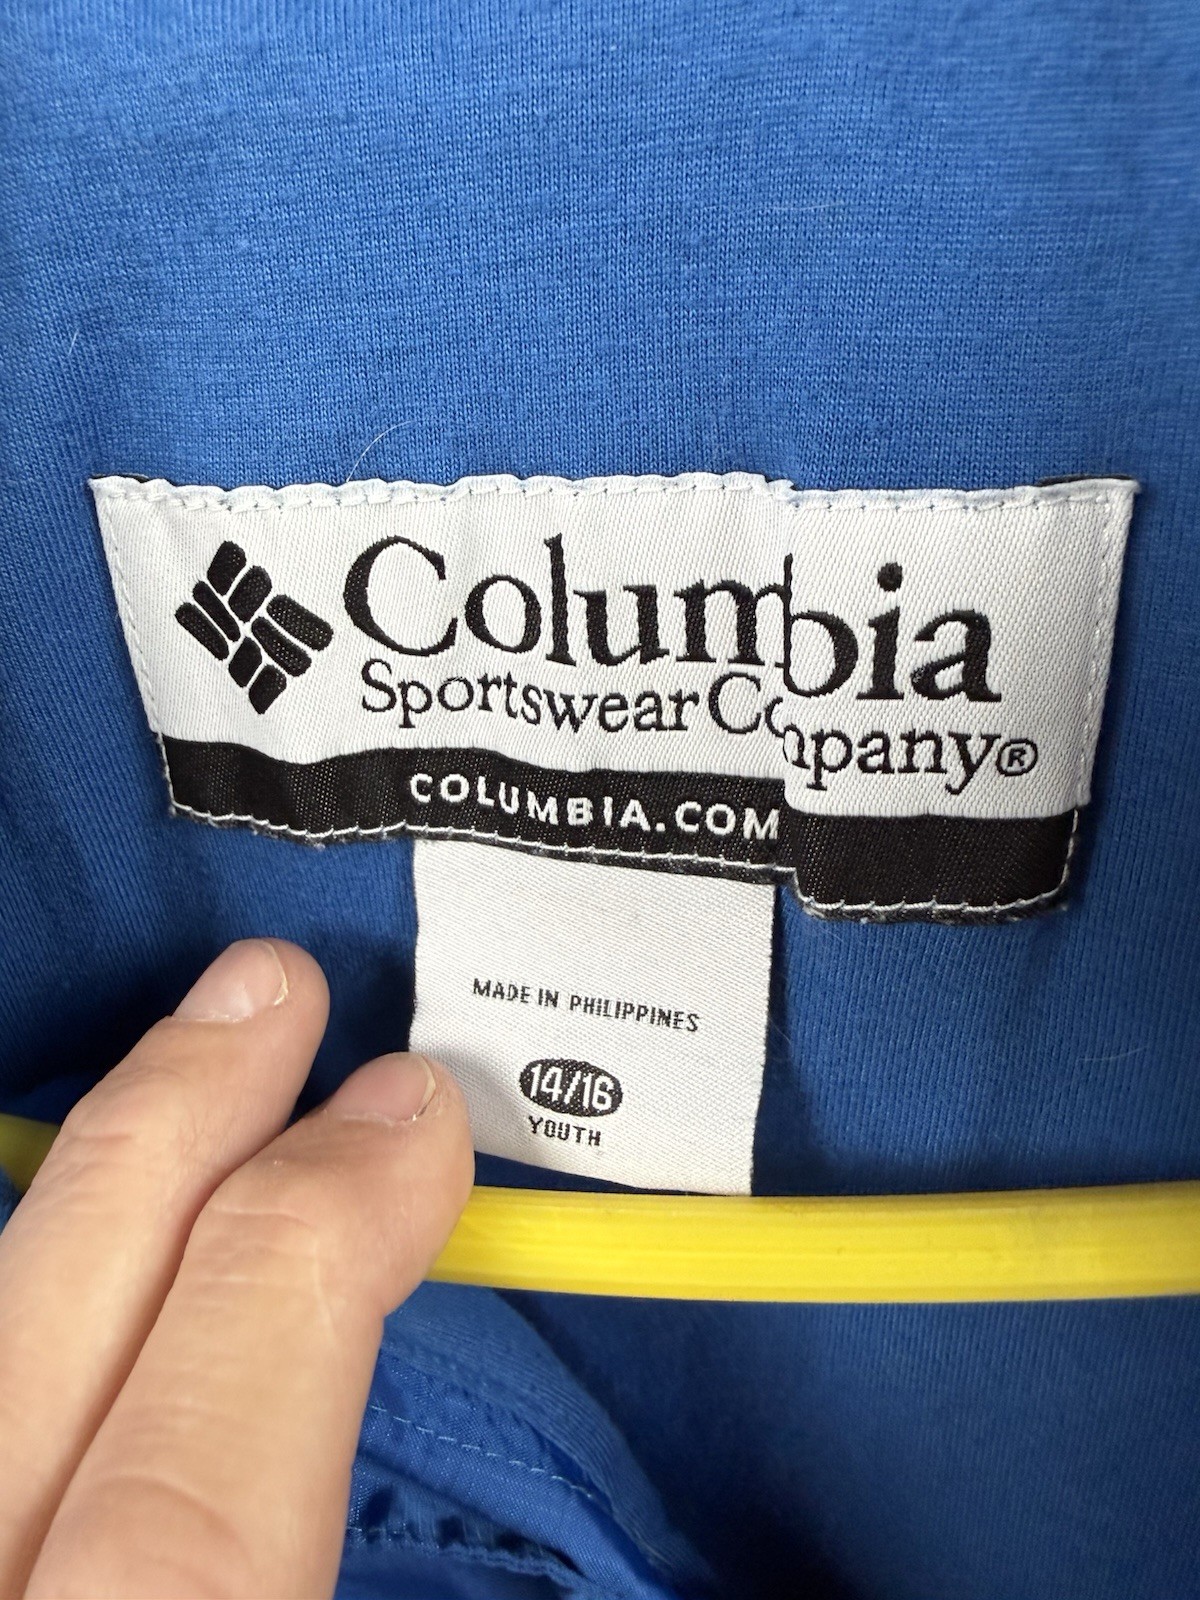 Columbia
Sportswear Company®
COLUMBIA.COM
MADE IN PHILIPPINES
14/16
YOUTH